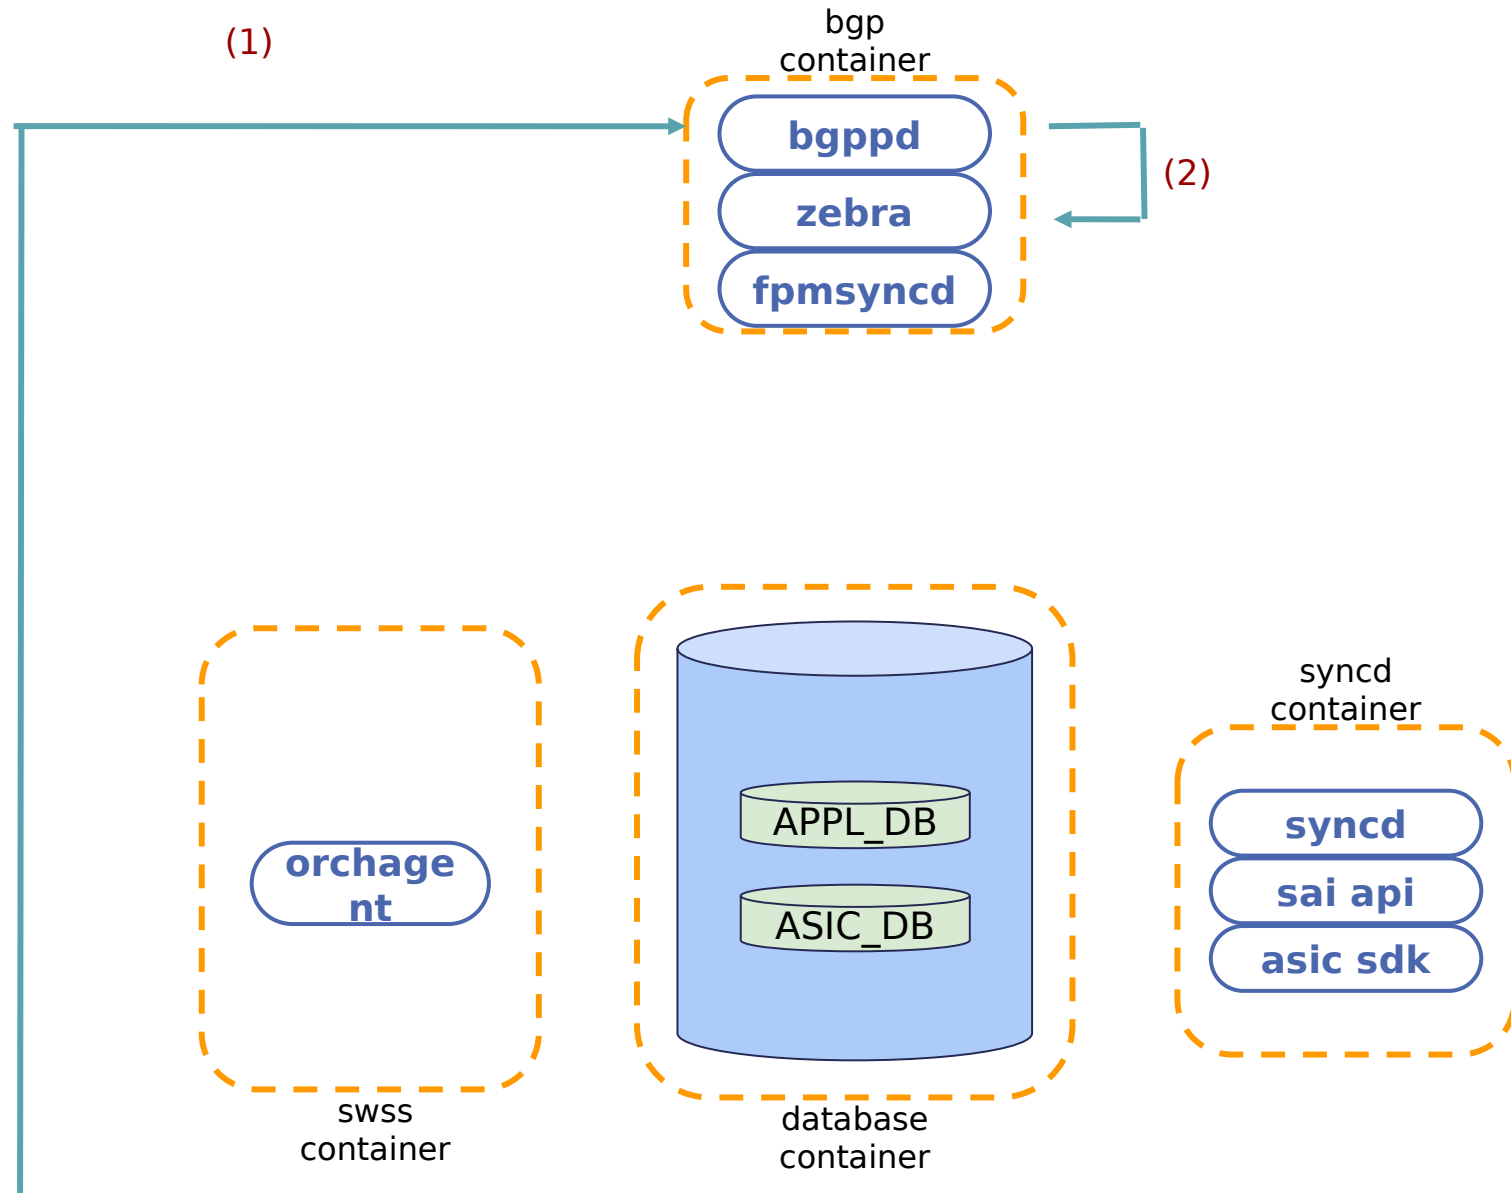 (1)
bgp
container
bgppd
(2)
zebra
fpmsyncd
syncd
container
APPL_DB
syncd
orchage
nt
sai api
ASIC_DB
asic sdk
swss
container
database
container